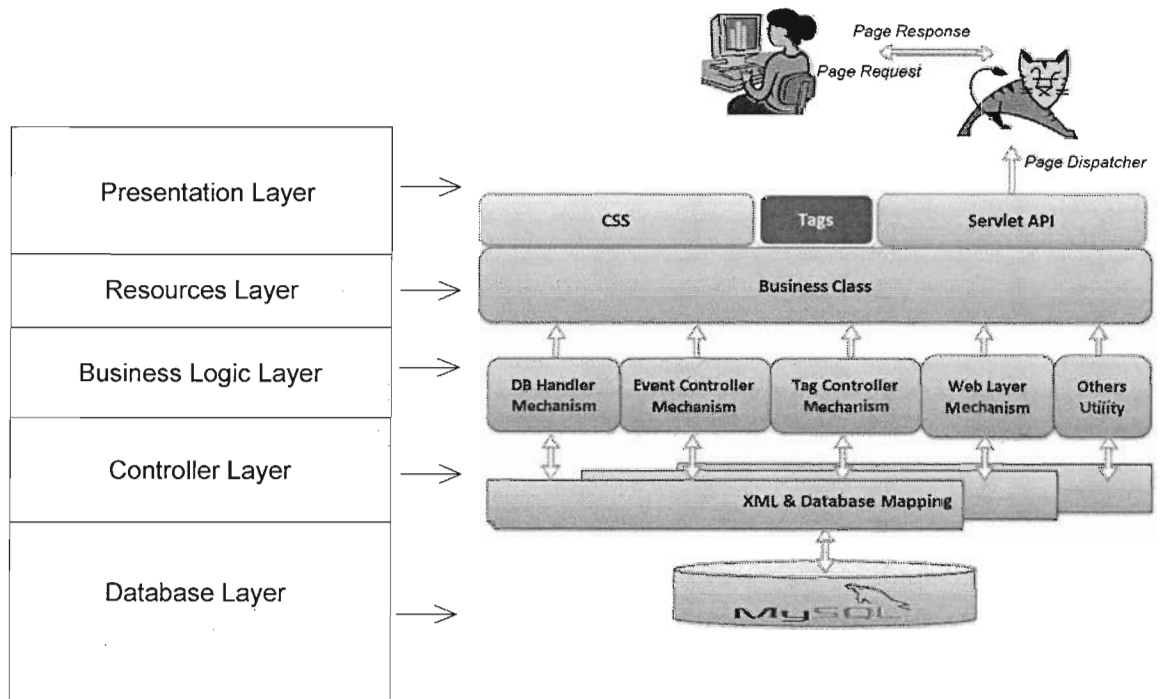 Page Response
Page Request
Page Dispatcher
Presentation Layer
CSS
Tags
Servlet API
Resources Layer
Business Class
Business Logic Layer
DB Handler
Mechanism
Event Controller
Mechanism
Tag Controller
Mechanism
Web Layer
Mechanism
Others
Utility
Controller Layer
XML & Database Mapping
Database Layer
MySQL